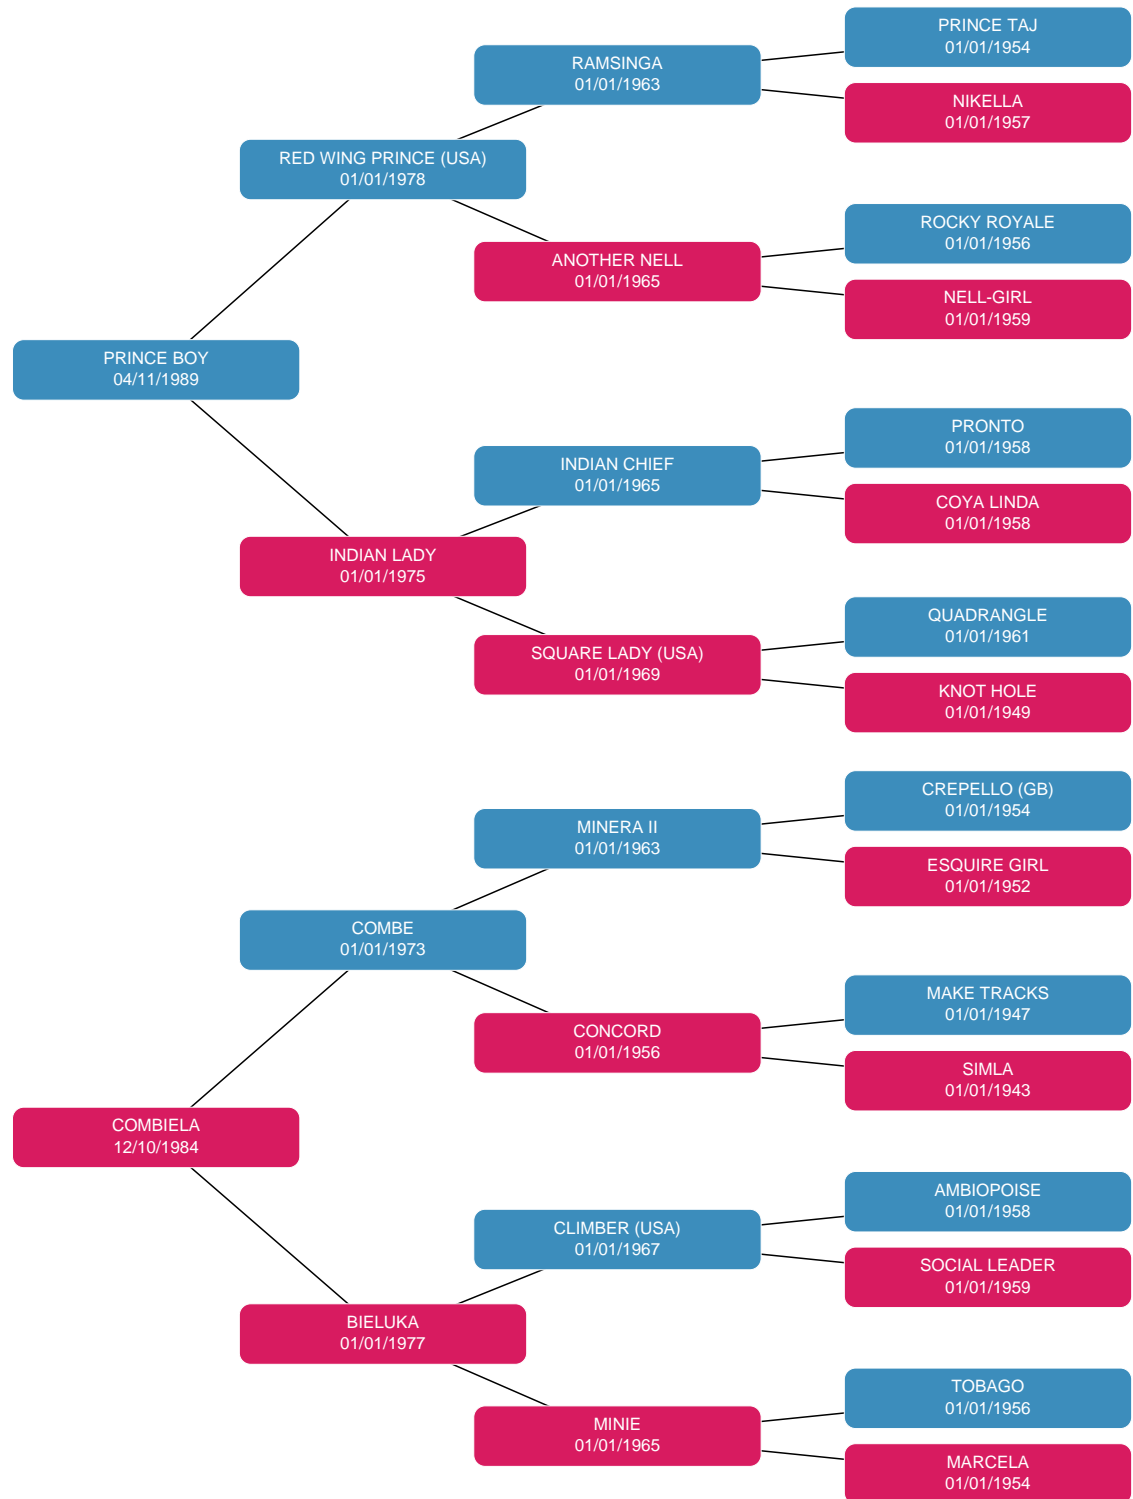 PRINCE TAJ
01/01/1954
RAMSINGA
01/01/1963
NIKELLA
01/01/1957
RED WING PRINCE (USA)
01/01/1978
ROCKY ROYALE
01/01/1956
ANOTHER NELL
01/01/1965
NELL-GIRL
01/01/1959
PRINCE BOY
04/11/1989
PRONTO
01/01/1958
INDIAN CHIEF
01/01/1965
COYA LINDA
01/01/1958
INDIAN LADY
01/01/1975
QUADRANGLE
01/01/1961
SQUARE LADY (USA)
01/01/1969
KNOT HOLE
01/01/1949
CREPELLO (GB)
01/01/1954
MINERA II
01/01/1963
ESQUIRE GIRL
01/01/1952
COMBE
01/01/1973
MAKE TRACKS
01/01/1947
CONCORD
01/01/1956
SIMLA
01/01/1943
COMBIELA
12/10/1984
AMBIOPOISE
01/01/1958
CLIMBER (USA)
01/01/1967
SOCIAL LEADER
01/01/1959
BIELUKA
01/01/1977
TOBAGO
01/01/1956
MINIE
01/01/1965
MARCELA
01/01/1954